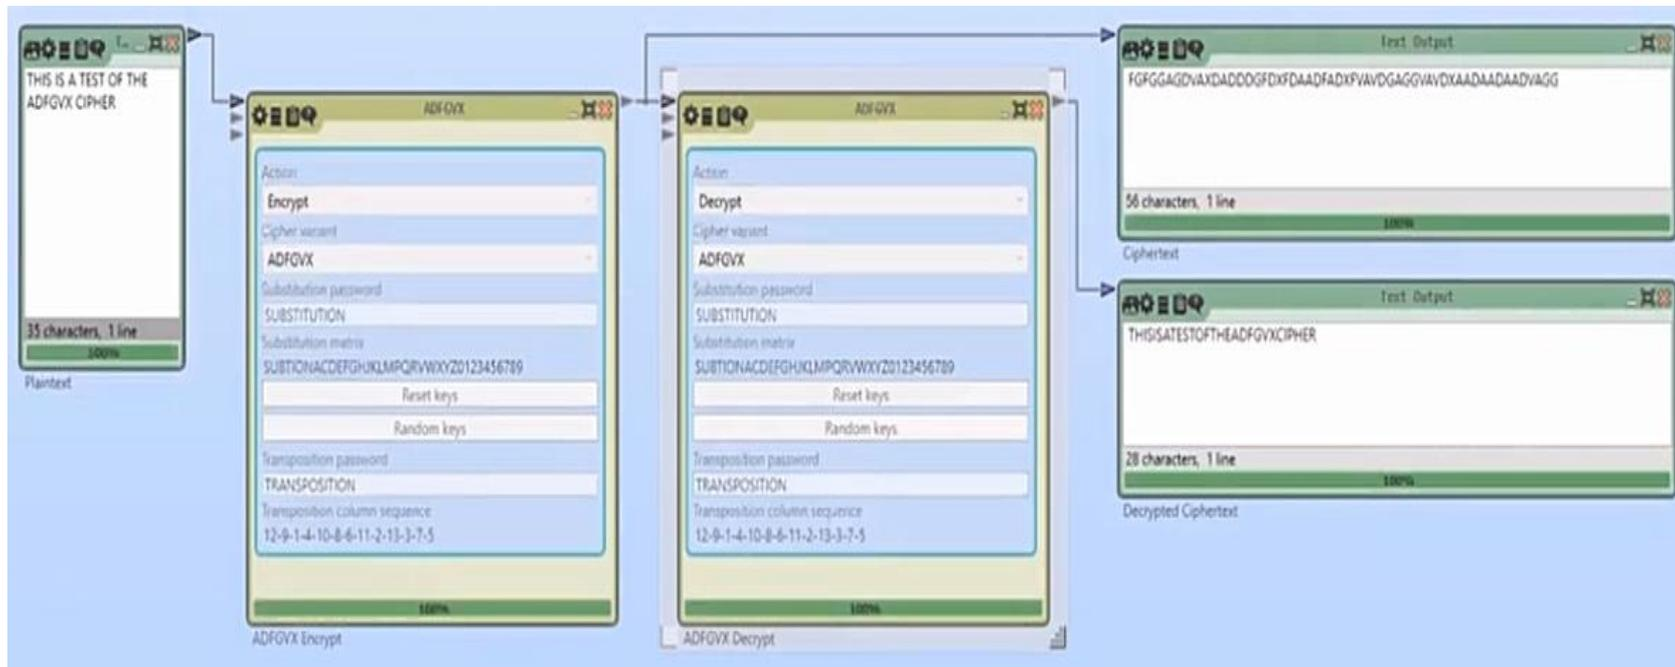 T...
THIS IS A TEST OF THE
ADFGVX CIPHER
35 characters, 1 line
100%
Plaintext
ADFGVX
Action
Encrypt
Cipher variant
ADFGVX
Substitution password
SUBSTITUTION
Substitution matrix
SUBTIONACDEFGHJKLMPQRVWXYZ0123456789
Reset keys
Random keys
Transposition password
TRANSPOSITION
Transposition column sequence
12-9-1-4-10-8-6-11-2-13-3-7-5
100%
ADFGVX Encrypt
ADFGVX
Action
Decrypt
Cipher variant
ADFGVX
Substitution password
SUBSTITUTION
Substitution matrix
SUBTIONACDEFGHJKLMPQRVWXYZ0123456789
Reset keys
Random keys
Transposition password
TRANSPOSITION
Transposition column sequence
12-9-1-4-10-8-6-11-2-13-3-7-5
100%
ADFGVX Decrypt
Text Output
FGFGGAGDVAXDADDDGFDXFDAADFADXFVAVDGAGGVAVDXAADAADAADVAGG
56 characters, 1 line
100%
Ciphertext
Text Output
THISISATESTOFTHEADFGVXCIPHER
28 characters, 1 line
100%
Decrypted Ciphertext